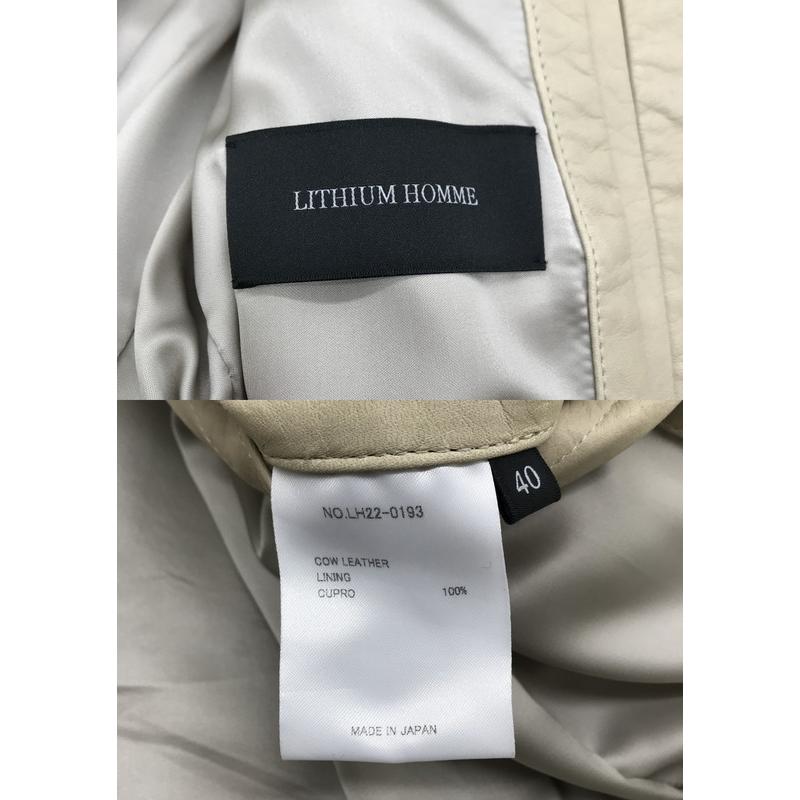 LITHIUM HOMME
40
NO.LH22-0193
COW LEATHER
LINING
CUPRO 100%
MADE IN JAPAN